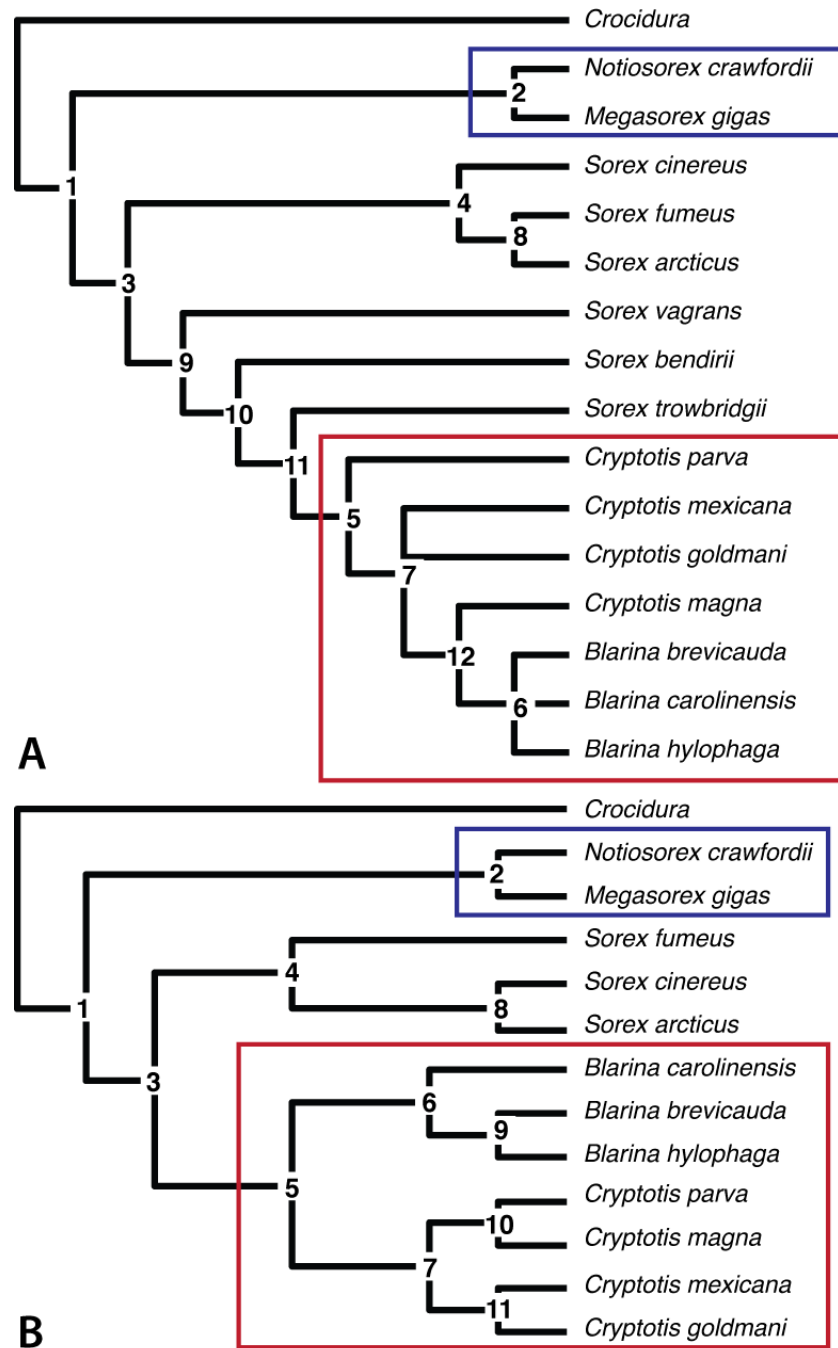 Crocidura
Notiosorex crawfordii
2
Megasorex gigas
Sorex cinereus
1
4
Sorex fumeus
8
Sorex arcticus
3
Sorex vagrans
9
Sorex bendirii
10
Sorex trowbridgii
11
Cryptotis parva
5
Cryptotis mexicana
Cryptotis goldmani
7
Cryptotis magna
12
Blarina brevicauda
Blarina carolinensis
6
Blarina hylophaga
A
Crocidura
Notiosorex crawfordii
2
Megasorex gigas
Sorex fumeus
4
Sorex cinereus
1
8
Sorex arcticus
3
Blarina carolinensis
6
Blarina brevicauda
9
Blarina hylophaga
5
Cryptotis parva
10
Cryptotis magna
7
Cryptotis mexicana
11
Cryptotis goldmani
B